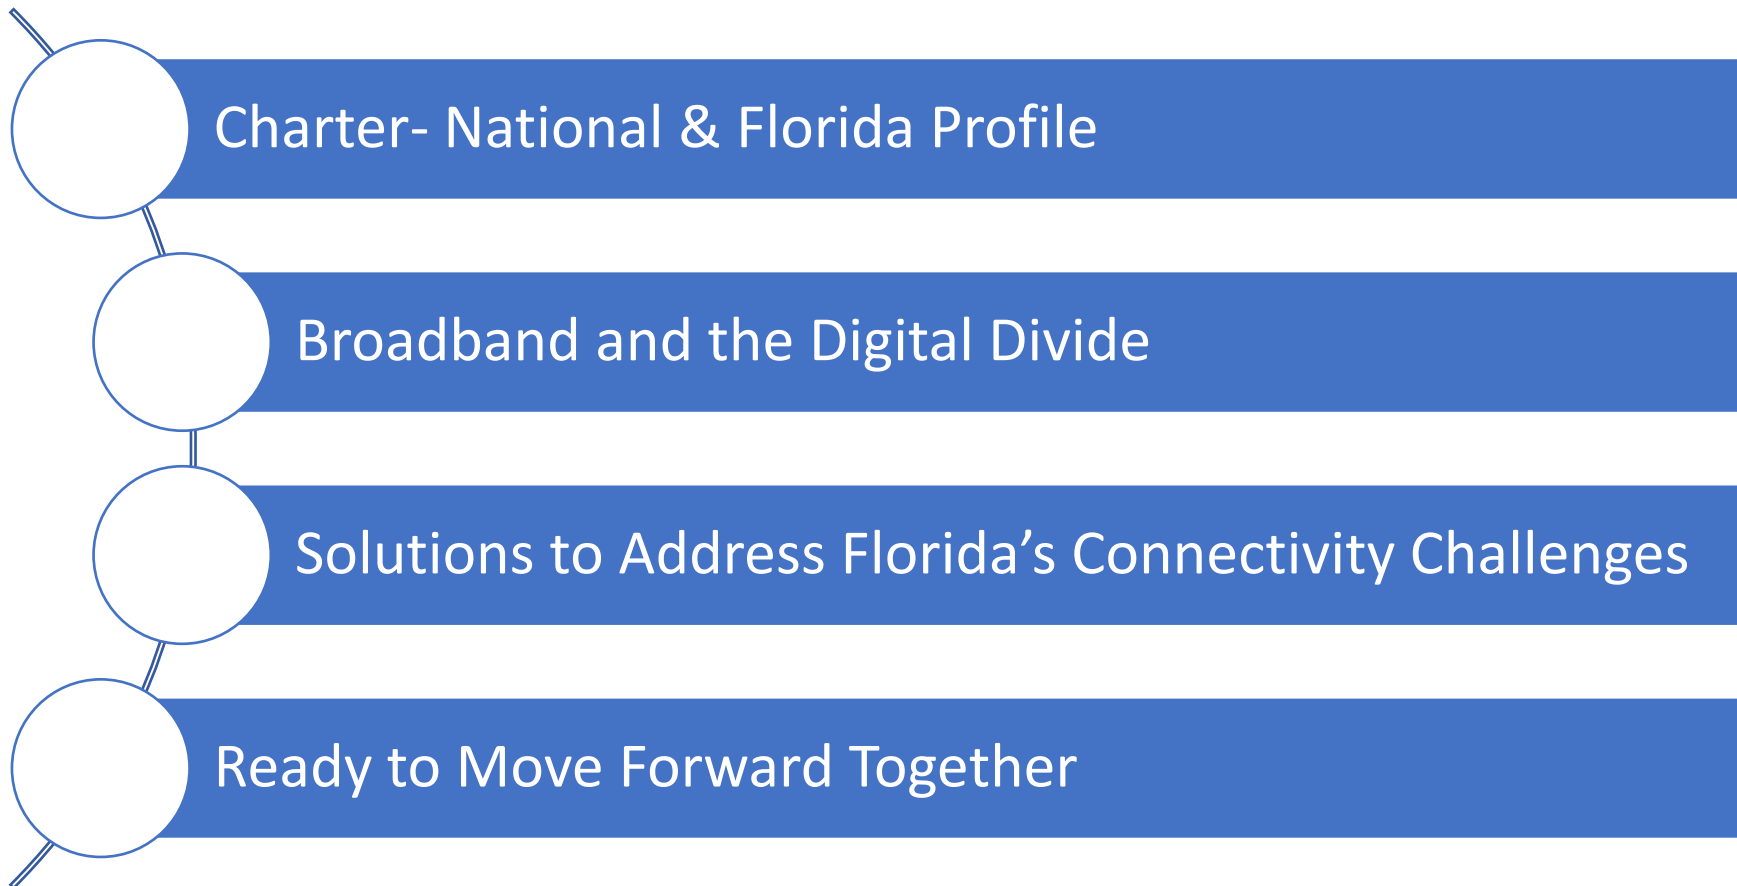 Charter- National & Florida Profile
Broadband and the Digital Divide
Solutions to Address Florida’s Connectivity Challenges
Ready to Move Forward Together